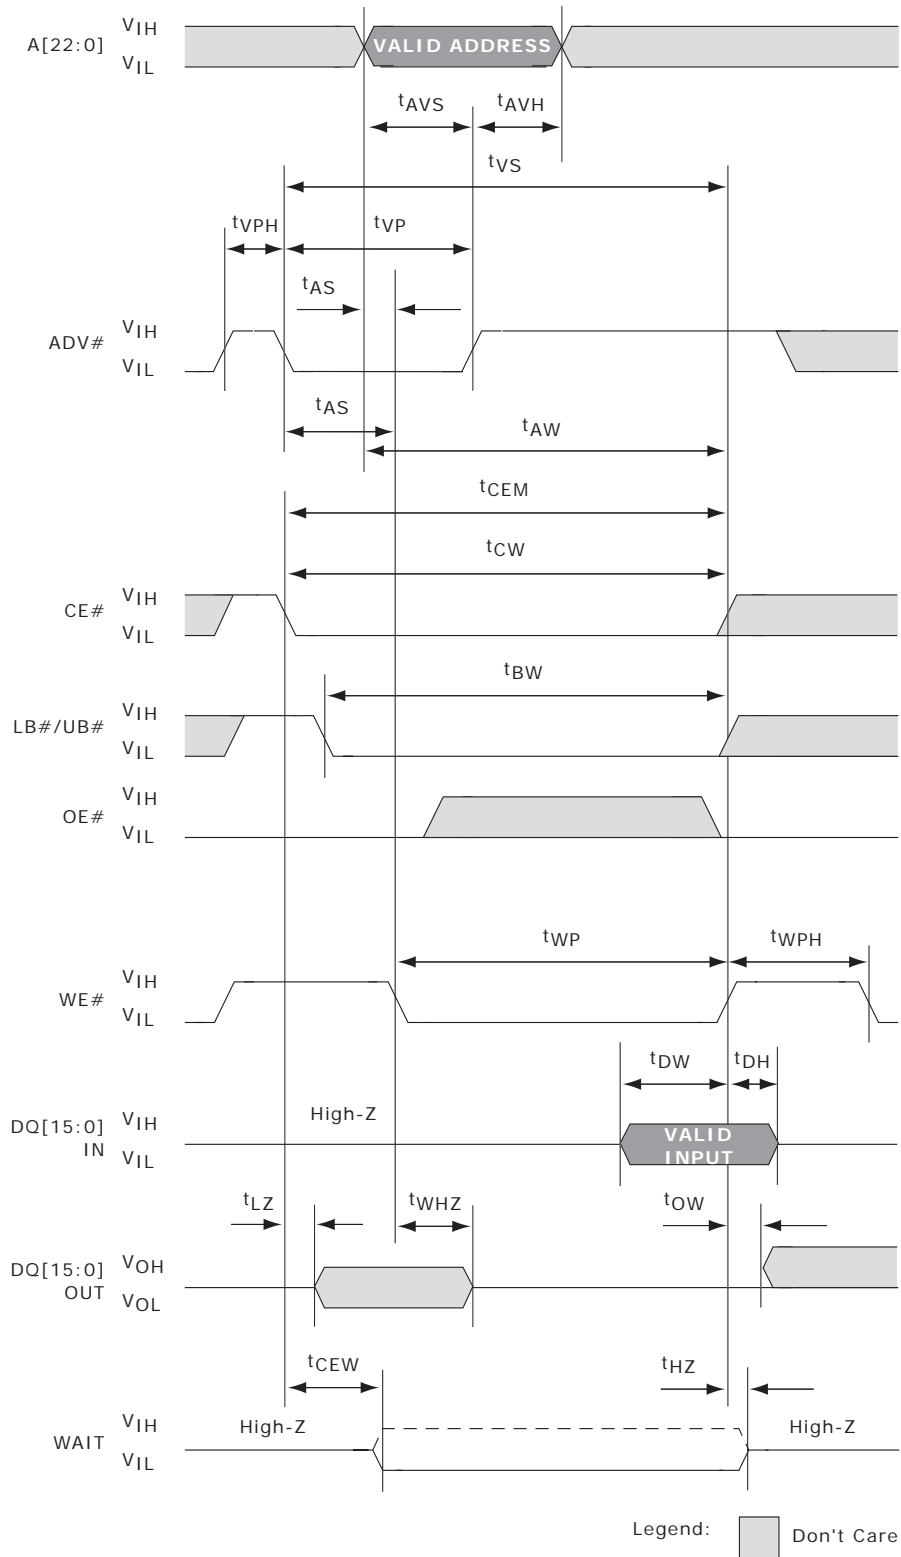 A[22:0] VIH
VIL
VALID ADDRESS
tAVS tAVH
tVS
tVPH tVP
tAS
ADV# VIH
VIL
tAS
tAW
tCEM
tCW
CE# VIH
VIL
tBW
LB#/UB# VIH
VIL
OE# VIH
VIL
tWP tWPH
WE# VIH
VIL
tDW tDH
High-Z
DQ[15:0] VIH
IN VIL
VALID
INPUT
tLZ tWHZ tOW
DQ[15:0] VOH
OUT VOL
tCEW tHZ
WAIT VIH
VIL
High-Z High-Z
Legend: Don't Care